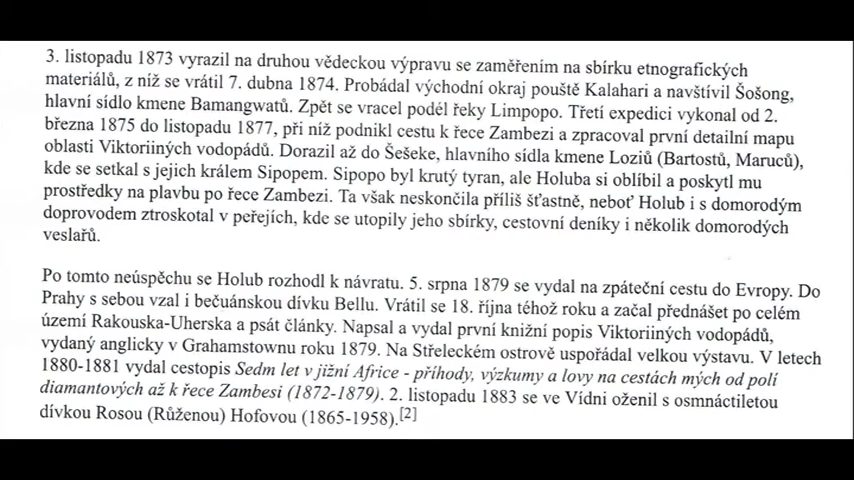 3. listopadu 1873 vyrazil na druhou vědeckou výpravu se zaměřením na sbírku etnografických
materiálů, z níž se vrátil 7. dubna 1874. Probádal východní okraj pouště Kalahari a navštívil Šošong,
hlavní sídlo kmene Bamangwatů. Zpět se vracel podél řeky Limpopo. Třetí expedici vykonal od 2.
března 1875 do listopadu 1877, při níž podnikl cestu k řece Zambezi a zpracoval první detailní mapu
oblasti Viktoriiných vodopádů. Dorazil až do Šešeke, hlavního sídla kmene Loziů (Bartostů, Maruců),
kde se setkal s jejich králem Sipopem. Sipopo byl krutý tyran, ale Holuba si oblíbil a poskytl mu
prostředky na plavbu po řece Zambezi. Ta však neskončila příliš šťastně, neboť Holub i s domorodým
doprovodem ztroskotal v peřejích, kde se utopily jeho sbírky, cestovní deníky i několik domorodých
veslařů.
Po tomto neúspěchu se Holub rozhodl k návratu. 5. srpna 1879 se vydal na zpáteční cestu do Evropy. Do
Prahy s sebou vzal i bečuánskou dívku Bellu. Vrátil se 18. října téhož roku a začal přednášet po celém
území Rakouska-Uherska a psát články. Napsal a vydal první knižní popis Viktoriiných vodopádů,
vydaný anglicky v Grahamstownu roku 1879. Na Střeleckém ostrově uspořádal velkou výstavu. V letech
1880-1881 vydal cestopis Sedm let v jižní Africe - příhody, výzkumy a lovy na cestách mých od polí
diamantových až k řece Zambesi (1872-1879). 2. listopadu 1883 se ve Vídni oženil s osmnáctiletou
dívkou Rosou (Růženou) Hofovou (1865-1958).[2]